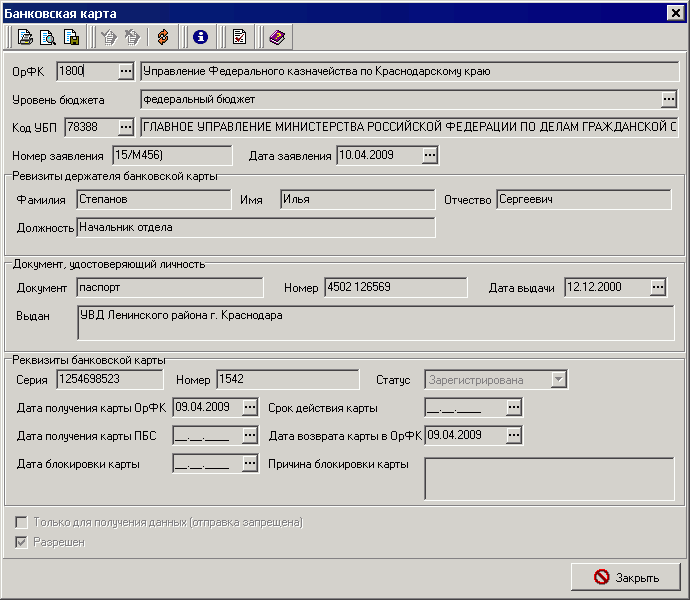 Банковская карта
ОрФК 1800 Управление Федерального казначейства по Краснодарскому краю
Уровень бюджета Федеральный бюджет
Код УБП 78388 ГЛАВНОЕ УПРАВЛЕНИЕ МИНИСТЕРСТВА РОССИЙСКОЙ ФЕДЕРАЦИИ ПО ДЕЛАМ ГРАЖДАНСКОЙ О
Номер заявления 15/М456) Дата заявления 10.04.2009
Ревизиты держателя банковской карты
Фамилия Степанов Имя Илья Отчество Сергеевич
Должность Начальник отдела
Документ, удостоверяющий личность
Документ паспорт Номер 4502 126569 Дата выдачи 12.12.2000
Выдан УВД Ленинского района г. Краснодара
Реквизиты банковской карты
Серия 1254698523 Номер 1542 Статус Зарегистрирована
Дата получения карты ОрФК 09.04.2009 Срок действия карты __.__.____
Дата получения карты ПБС __.__.____ Дата возврата карты в ОрФК 09.04.2009
Дата блокировки карты __.__.____ Причина блокировки карты
Только для получения данных (отправка запрещена)
Разрешен
Закрыть